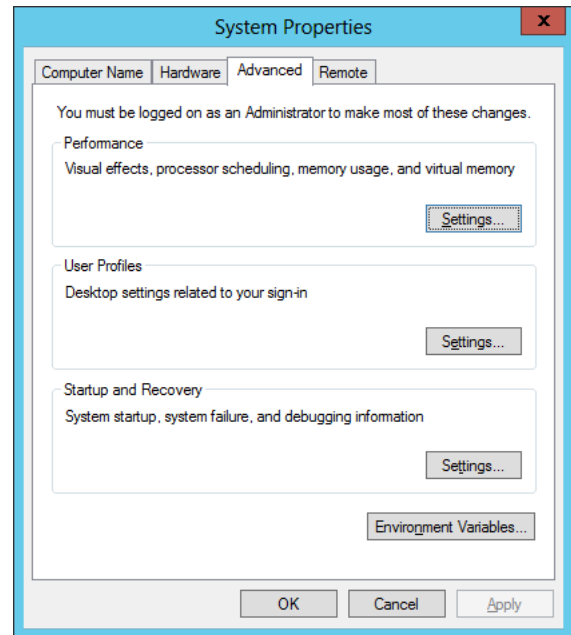 System Properties
x
Computer Name Hardware Advanced Remote
You must be logged on as an Administrator to make most of these changes.
Performance
Visual effects, processor scheduling, memory usage, and virtual memory
Settings...
User Profiles
Desktop settings related to your sign-in
Settings...
Startup and Recovery
System startup, system failure, and debugging information
Settings...
Environment Variables...
OK Cancel Apply